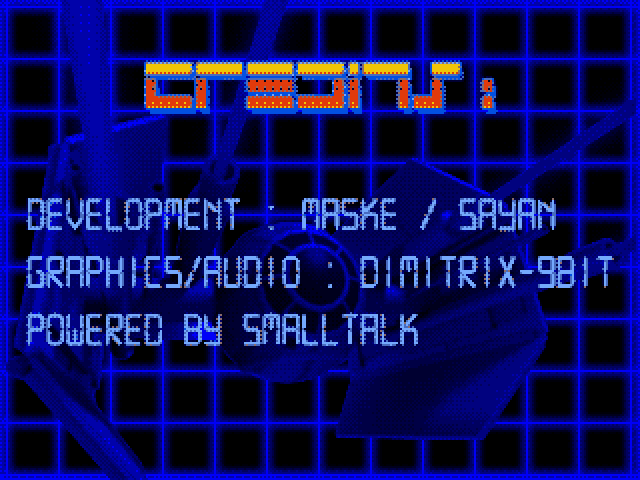 CREDITS :
DEVELOPMENT : MASKE / SAYAN
GRAPHICS/AUDIO : DIMITRIX-9BIT
POWERED BY SMALLTALK